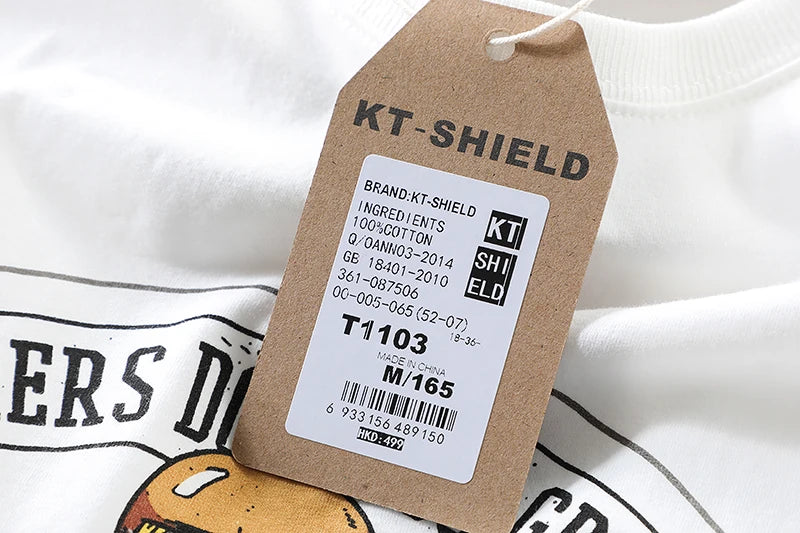 KT-SHIELD
BRAND:KT-SHIELD
INGREDIENTS
100%COTTON
Q/OANN03-2014
GB 18401-2010
361-087506
00-005-065(52-07)
KT
SHI
ELD
T1103
18-36-
MADE IN CHINA
M/165
6 933156 489150
HKD:499
ERS D